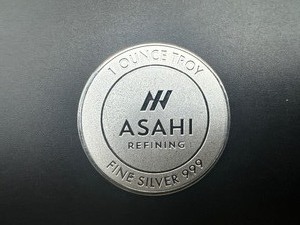 1 OUNCE TROY
ASAHI
REFINING
FINE SILVER 999